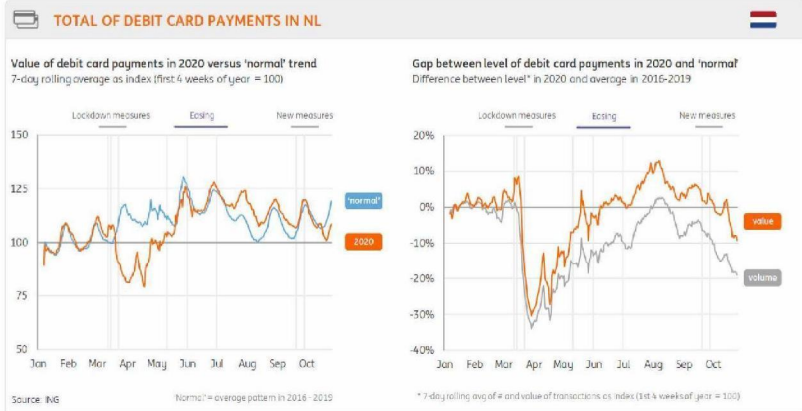 TOTAL OF DEBIT CARD PAYMENTS IN NL
Value of debit card payments in 2020 versus 'normal' trend
7-day rolling average as index (first 4 weeks of year = 100)
Lockdown measures Easing New measures
150
125
100
75
50
'normal'
2020
Jan Feb Mar Apr May Jun Jul Aug Sep Oct
Source: ING
'Normal' = average pattern in 2016 - 2019
Gap between level of debit card payments in 2020 and 'normal'
Difference between level* in 2020 and average in 2016-2019
Lockdown measures Easing New measures
20%
10%
0%
-10%
-20%
-30%
-40%
value
volume
Jan Feb Mar Apr May Jun Jul Aug Sep Oct
* 7-day rolling avg of # and value of transactions as index (1st 4 weeks of year = 100)